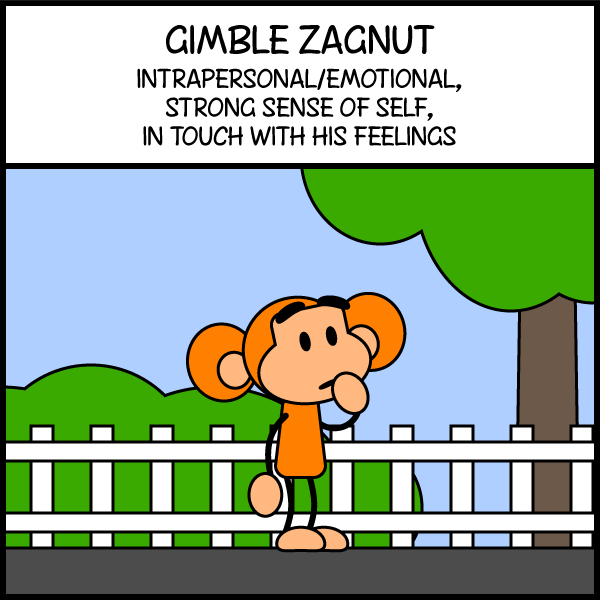 GIMBLE ZAGNUT
INTRAPERSONAL/EMOTIONAL,
STRONG SENSE OF SELF,
IN TOUCH WITH HIS FEELINGS